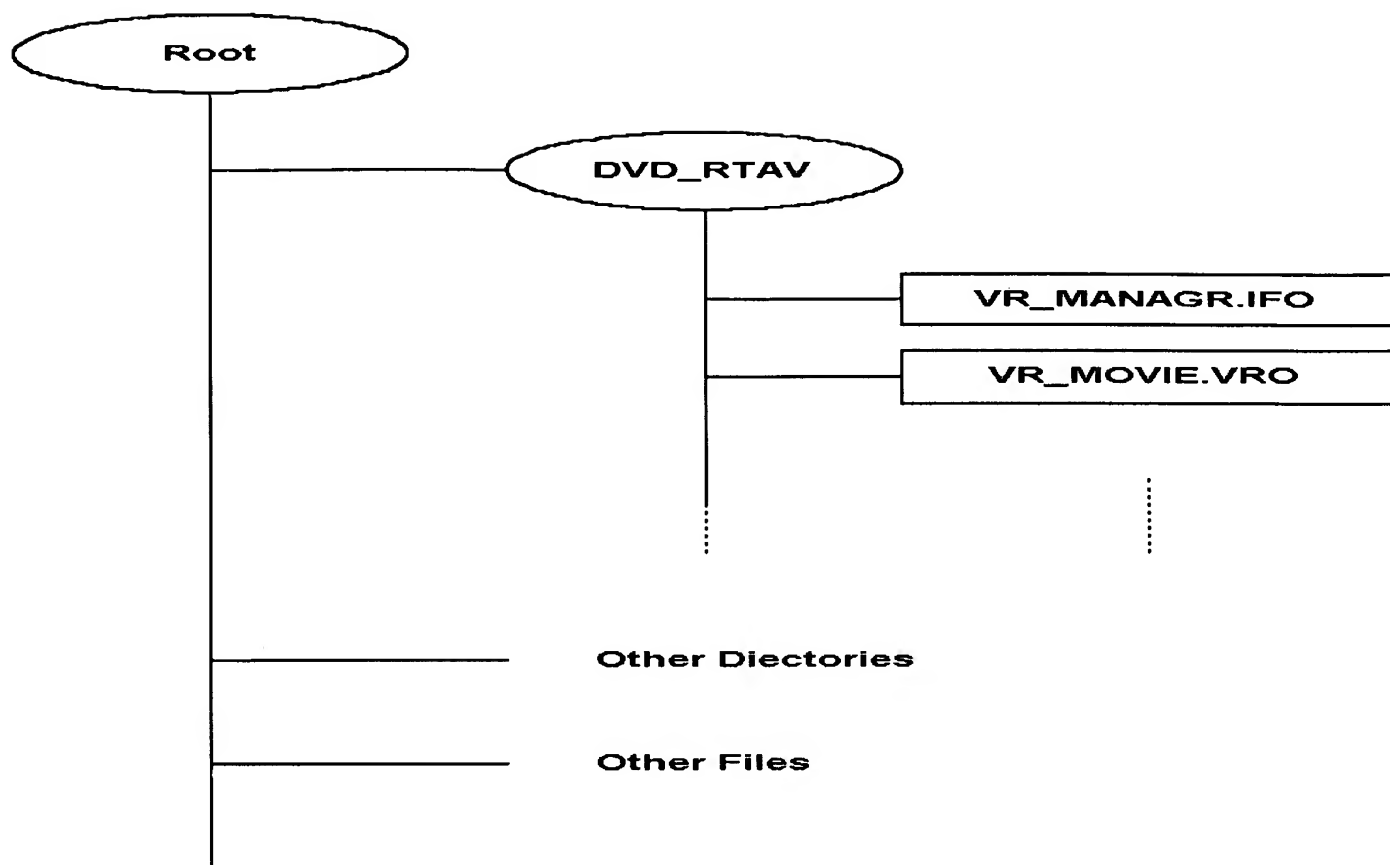 Root
DVD_RTAV
VR_MANAGR.IFO
VR_MOVIE.VRO
Other Diectories
Other Files